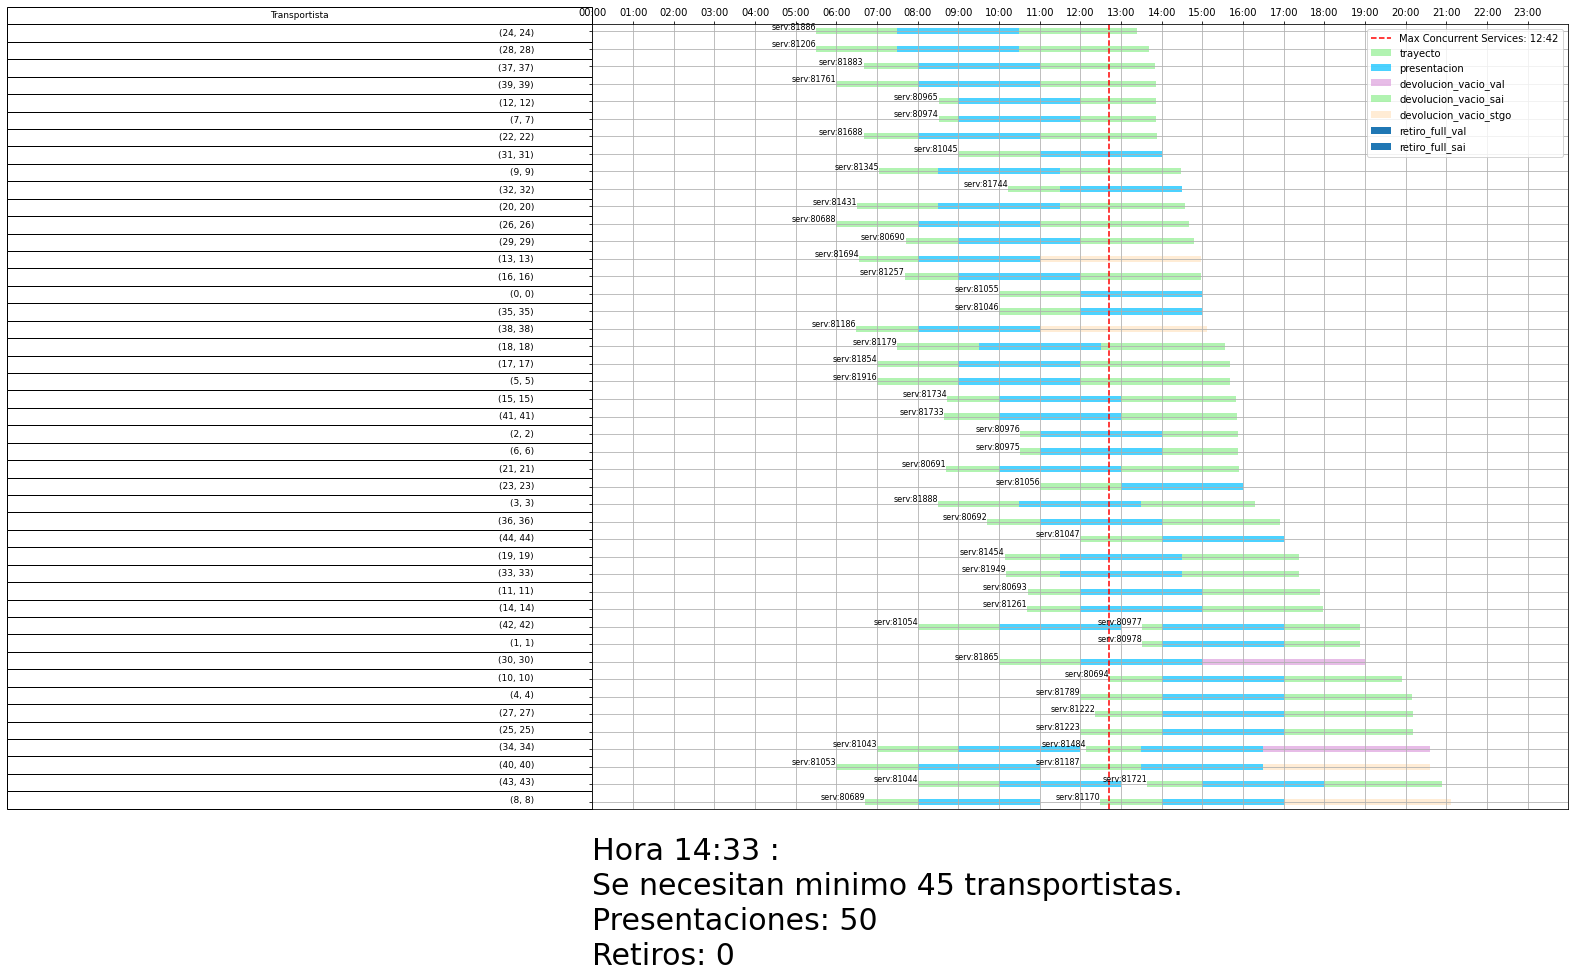 Transportista
00:00 01:00 02:00 03:00 04:00 05:00 06:00 07:00 08:00 09:00 10:00 11:00 12:00 13:00 14:00 15:00 16:00 17:00 18:00 19:00 20:00 21:00 22:00 23:00
(24, 24) serv:81886
(28, 28) serv:81206
(37, 37) serv:81883
(39, 39) serv:81761
(12, 12) serv:80965
(7, 7) serv:80974
(22, 22) serv:81688
(31, 31) serv:81045
(9, 9) serv:81345
(32, 32) serv:81744
(20, 20) serv:81431
(26, 26) serv:80688
(29, 29) serv:80690
(13, 13) serv:81694
(16, 16) serv:81257
(0, 0) serv:81055
(35, 35) serv:81046
(38, 38) serv:81186
(18, 18) serv:81179
(17, 17) serv:81854
(5, 5) serv:81916
(15, 15) serv:81734
(41, 41) serv:81733
(2, 2) serv:80976
(6, 6) serv:80975
(21, 21) serv:80691
(23, 23) serv:81056
(3, 3) serv:81888
(36, 36) serv:80692
(44, 44) serv:81047
(19, 19) serv:81454
(33, 33) serv:81949
(11, 11) serv:80693
(14, 14) serv:81261
(42, 42) serv:81054 serv:80977
(1, 1) serv:80978
(30, 30) serv:81865
(10, 10) serv:80694
(4, 4) serv:81789
(27, 27) serv:81222
(25, 25) serv:81223
(34, 34) serv:81043 serv:81484
(40, 40) serv:81053 serv:81187
(43, 43) serv:81044 serv:81721
(8, 8) serv:80689 serv:81170
Max Concurrent Services: 12:42
trayecto
presentacion
devolucion_vacio_val
devolucion_vacio_sai
devolucion_vacio_stgo
retiro_full_val
retiro_full_sai
Hora 14:33 :
Se necesitan minimo 45 transportistas.
Presentaciones: 50
Retiros: 0